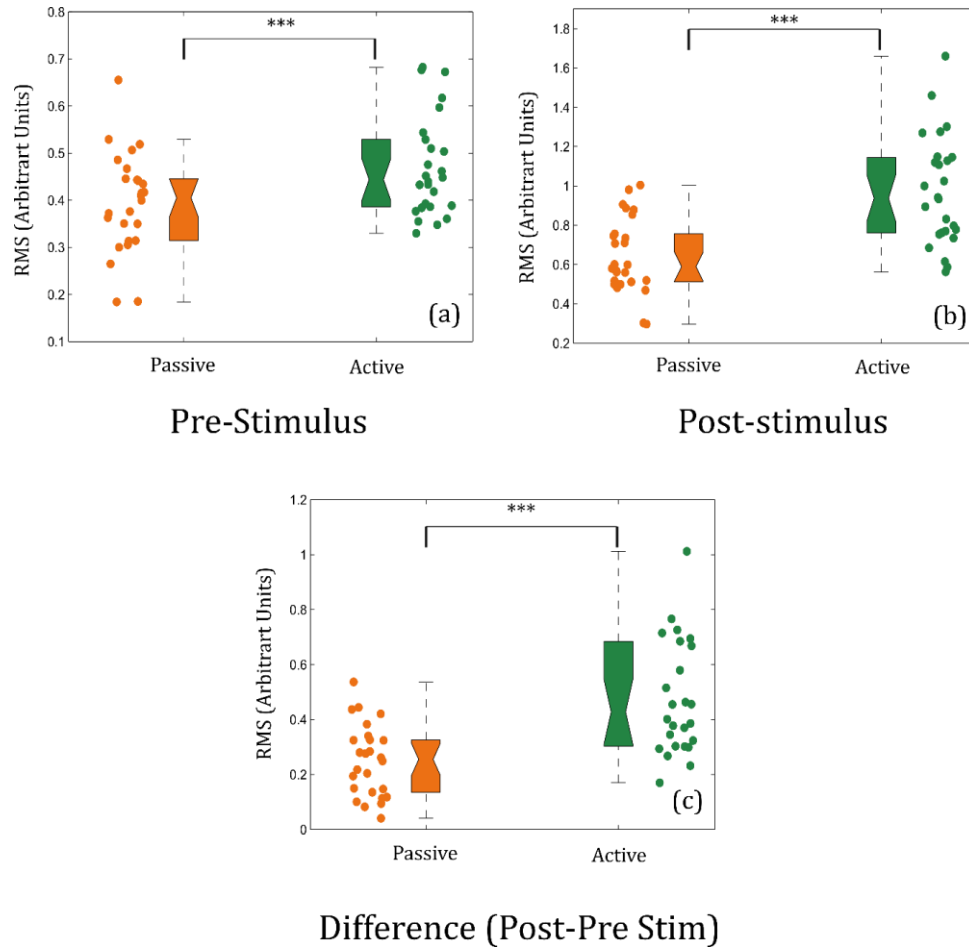 ***
0.8
0.7
0.6
0.5
0.4
0.3
0.2
0.1
RMS (Arbitrart Units)
(a)
Passive Active
Pre-Stimulus
***
1.8
1.6
1.4
1.2
1
0.8
0.6
0.4
0.2
RMS (Arbitrart Units)
(b)
Passive Active
Post-stimulus
***
1.2
1
0.8
0.6
0.4
0.2
0
RMS (Arbitrart Units)
(c)
Passive Active
Difference (Post-Pre Stim)